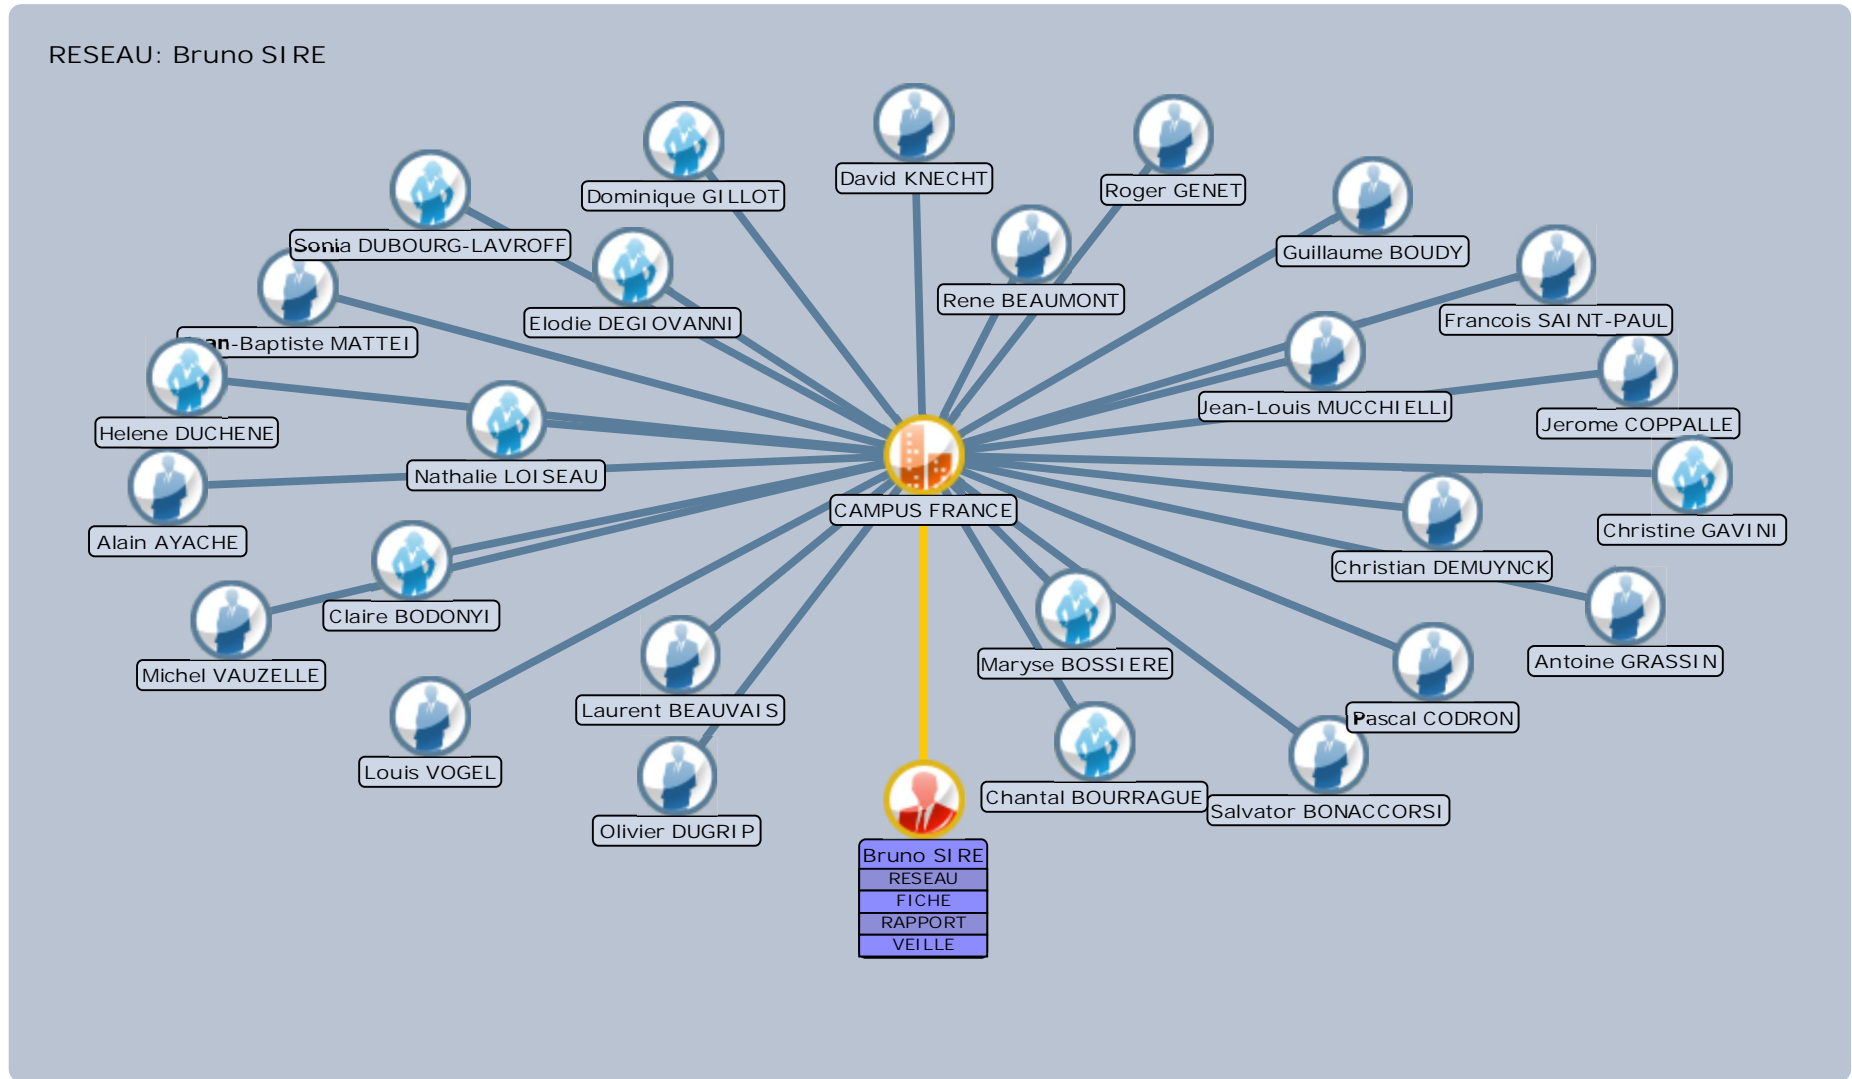 RESEAU: Bruno SIRE
David KNECHT
Dominique GILLOT
Roger GENET
Sonia DUBOURG-LAVROFF
Guillaume BOUDY
Rene BEAUMONT
Elodie DEGIOVANNI
Francois SAINT-PAUL
Jean-Baptiste MATTEI
Jean-Louis MUCCHIELLI
Jerome COPPALLE
Helene DUCHENE
Nathalie LOISEAU
CAMPUS FRANCE
Christine GAVINI
Alain AYACHE
Christian DEMUYNCK
Claire BODONYI
Antoine GRASSIN
Maryse BOSSIERE
Michel VAUZELLE
Laurent BEAUVAIS
Pascal CODRON
Louis VOGEL
Chantal BOURRAGUE
Salvator BONACCORSI
Olivier DUGRIP
Bruno SIRE
RESEAU
FICHE
RAPPORT
VEILLE